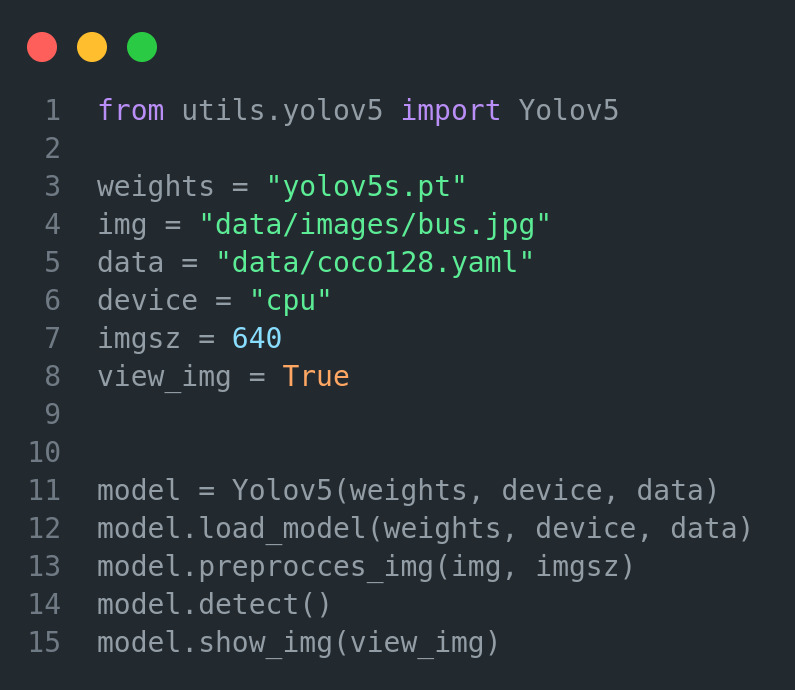 1 from utils.yolov5 import Yolov5
2
3 weights = "yolov5s.pt"
4 img = "data/images/bus.jpg"
5 data = "data/coco128.yaml"
6 device = "cpu"
7 imgsz = 640
8 view_img = True
9
10
11 model = Yolov5(weights, device, data)
12 model.load_model(weights, device, data)
13 model.preprocces_img(img, imgsz)
14 model.detect()
15 model.show_img(view_img)